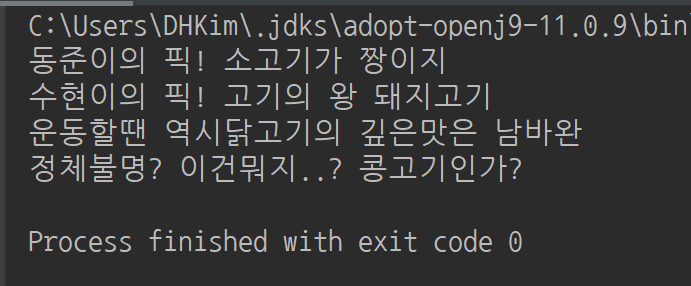 C:\Users\DHKim\.jdks\adopt-openj9-11.0.9\bin
동준이의 픽! 소고기가 짱이지
수현이의 픽! 고기의 왕 돼지고기
운동할땐 역시닭고기의 깊은맛은 남바완
정체불명? 이건뭐지..? 콩고기인가?
Process finished with exit code 0